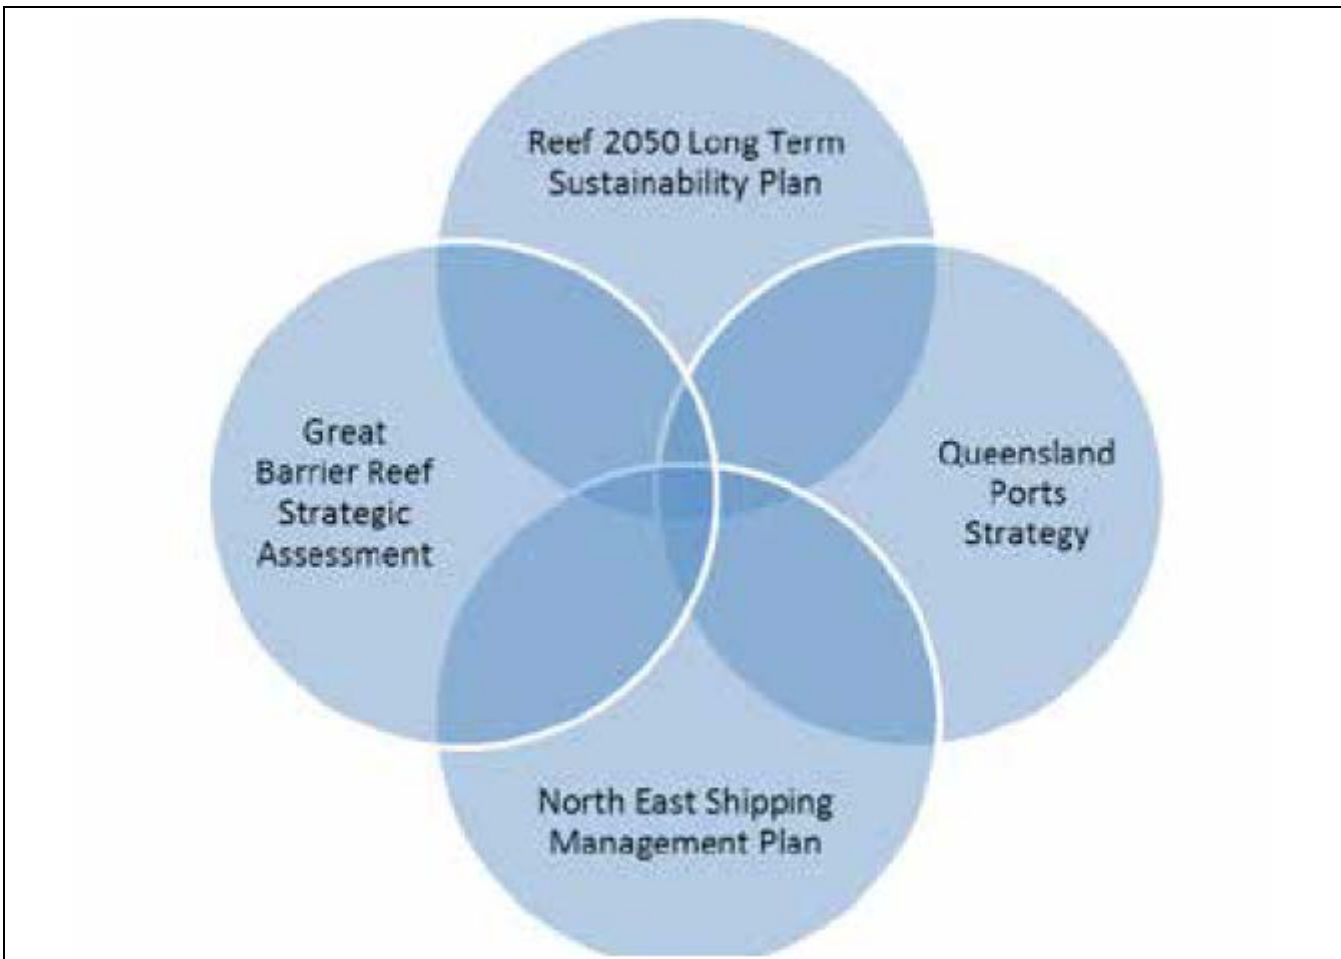 Reef 2050 Long Term
Sustainability Plan
Great
Barrier Reef
Strategic
Assessment
Queensland
Ports
Strategy
North East Shipping
Management Plan